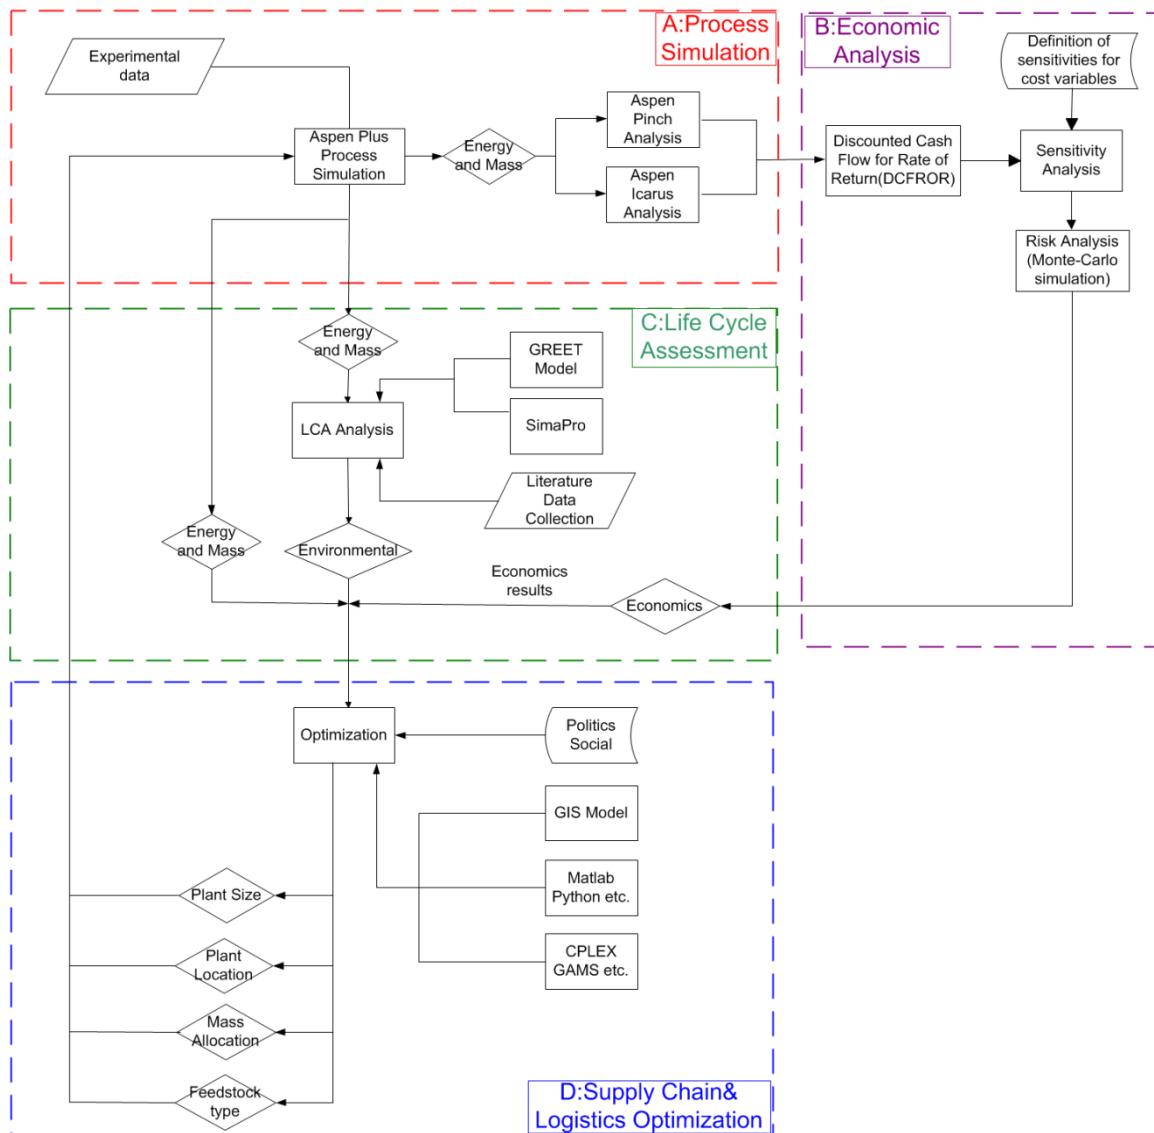 A:Process
Simulation
Experimental
data
Aspen Plus
Process
Simulation
Energy
and Mass
Aspen
Pinch
Analysis
Aspen
Icarus
Analysis
B:Economic
Analysis
Definition of
sensitivities for
cost variables
Discounted Cash
Flow for Rate of
Return(DCFROR)
Sensitivity
Analysis
Risk Analysis
(Monte-Carlo
simulation)
C:Life Cycle
Assessment
Energy
and Mass
GREET
Model
LCA Analysis
SimaPro
Literature
Data
Collection
Energy
and Mass
Environmental
Economics
results
Economics
Optimization
Politics
Social
GIS Model
Matlab
Python etc.
CPLEX
GAMS etc.
Plant Size
Plant
Location
Mass
Allocation
Feedstock
type
D:Supply Chain&
Logistics Optimization